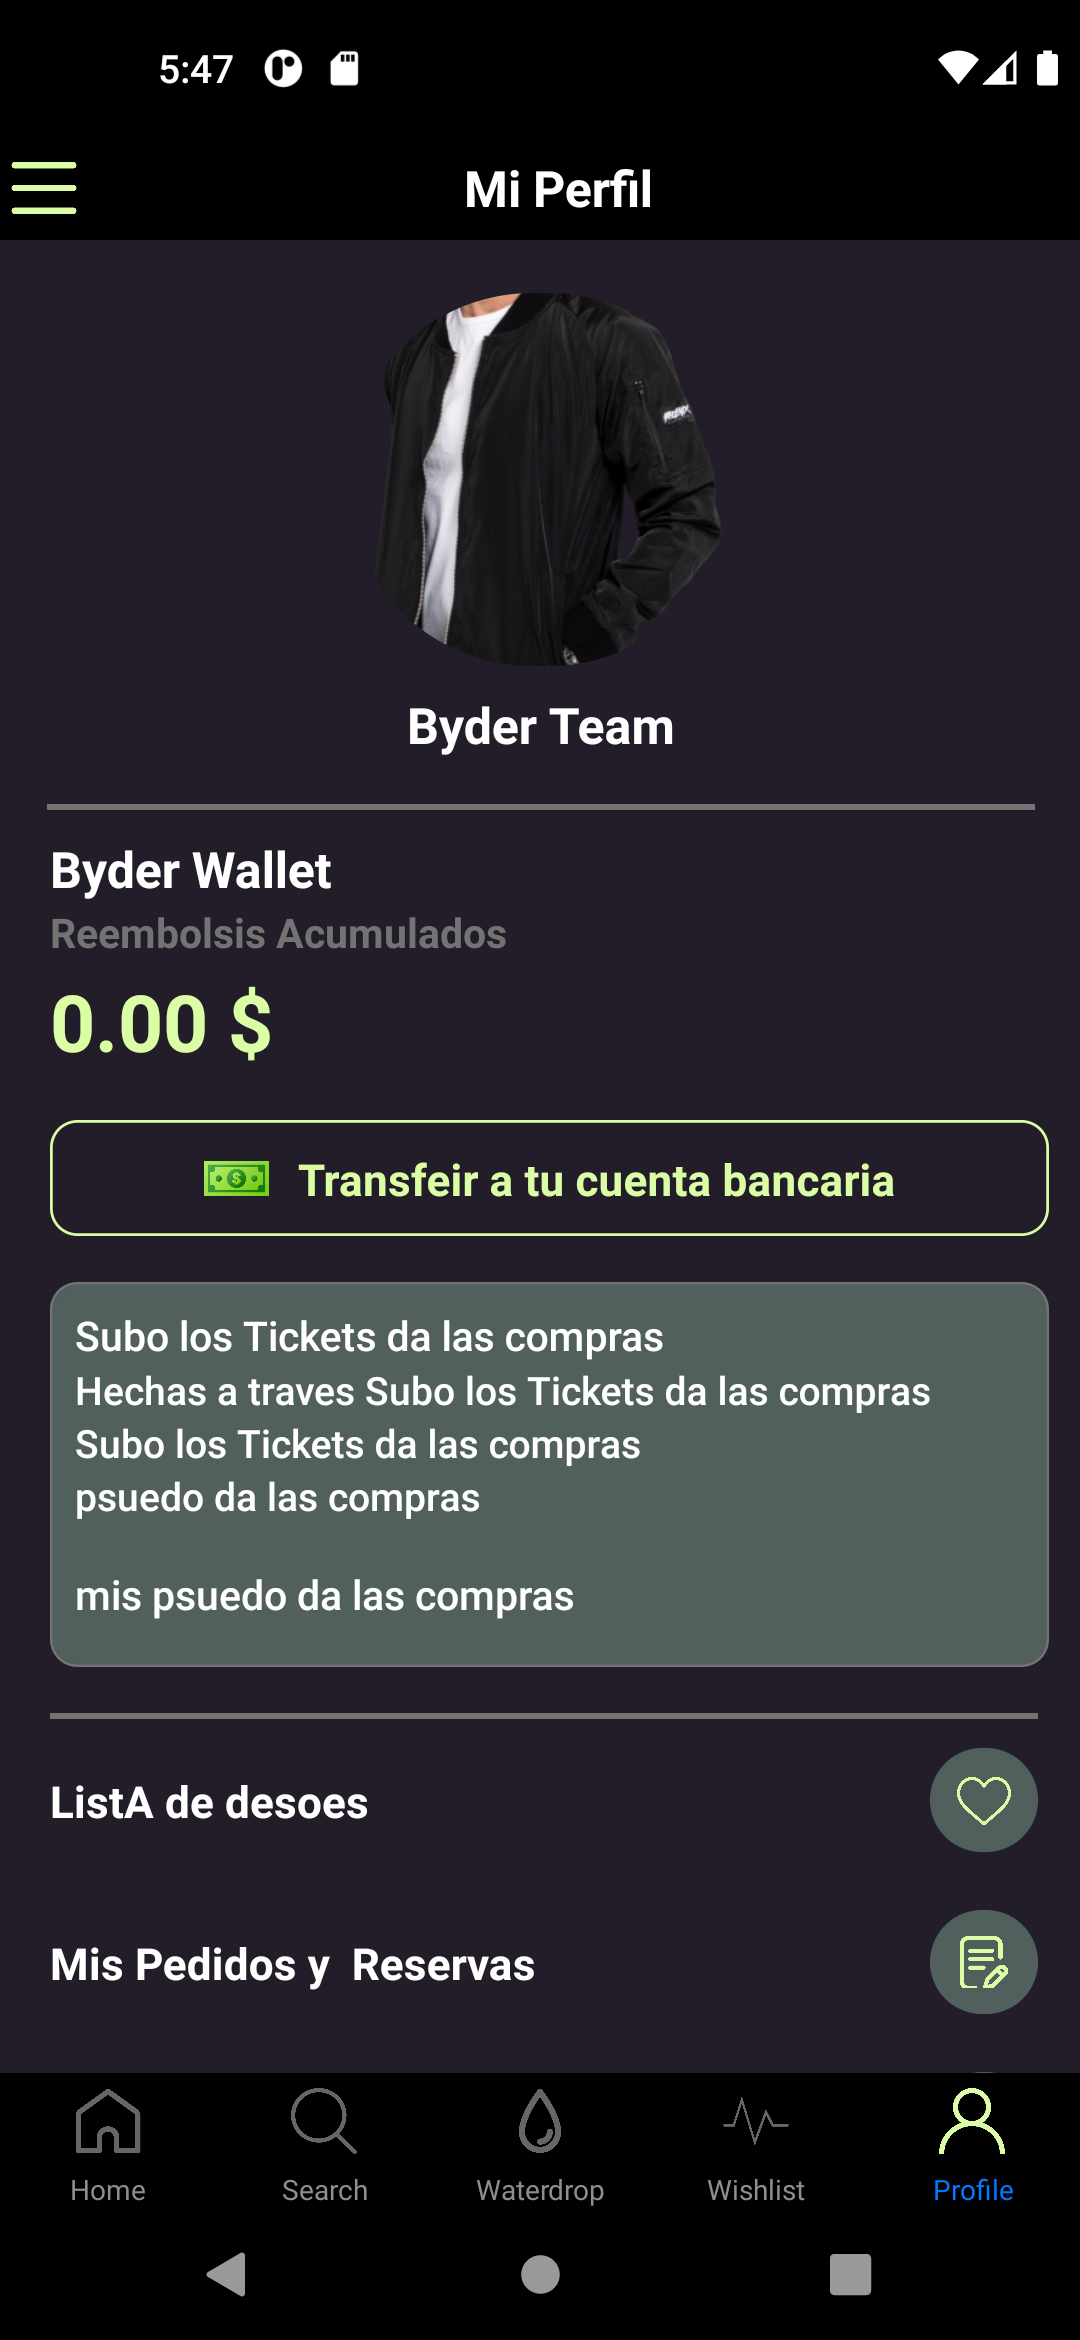 5:47
Mi Perfil
Byder Team
Byder Wallet
Reembolsis Acumulados
0.00 $
Transfeir a tu cuenta bancaria
Subo los Tickets da las compras
Hechas a traves Subo los Tickets da las compras
Subo los Tickets da las compras
psuedo da las compras
mis psuedo da las compras
ListA de desoes
Mis Pedidos y  Reservas
Home
Search
Waterdrop
Wishlist
Profile